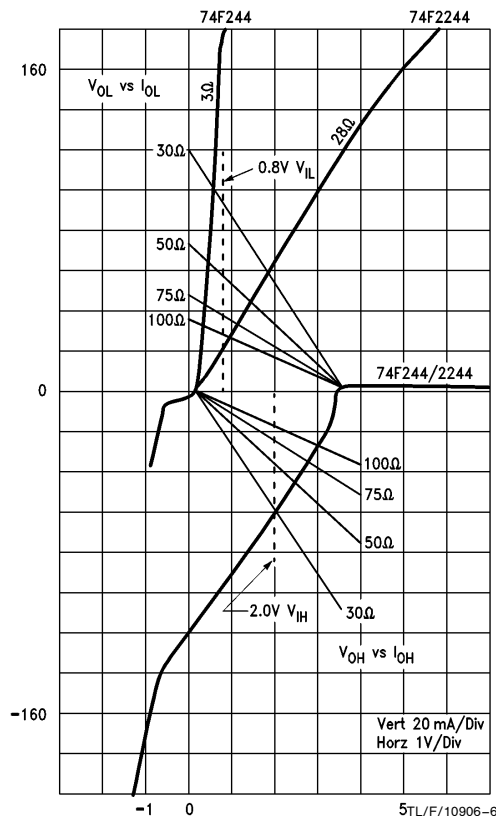 74F244 74F2244
160
V_OL vs I_OL
3Ω
28Ω
30Ω
0.8V V_IL
50Ω
75Ω
100Ω
74F244/2244
0
100Ω
75Ω
50Ω
30Ω
2.0V V_IH
V_OH vs I_OH
-160
Vert 20 mA/Div
Horz 1V/Div
-1 0 5
TL/F/10906-6